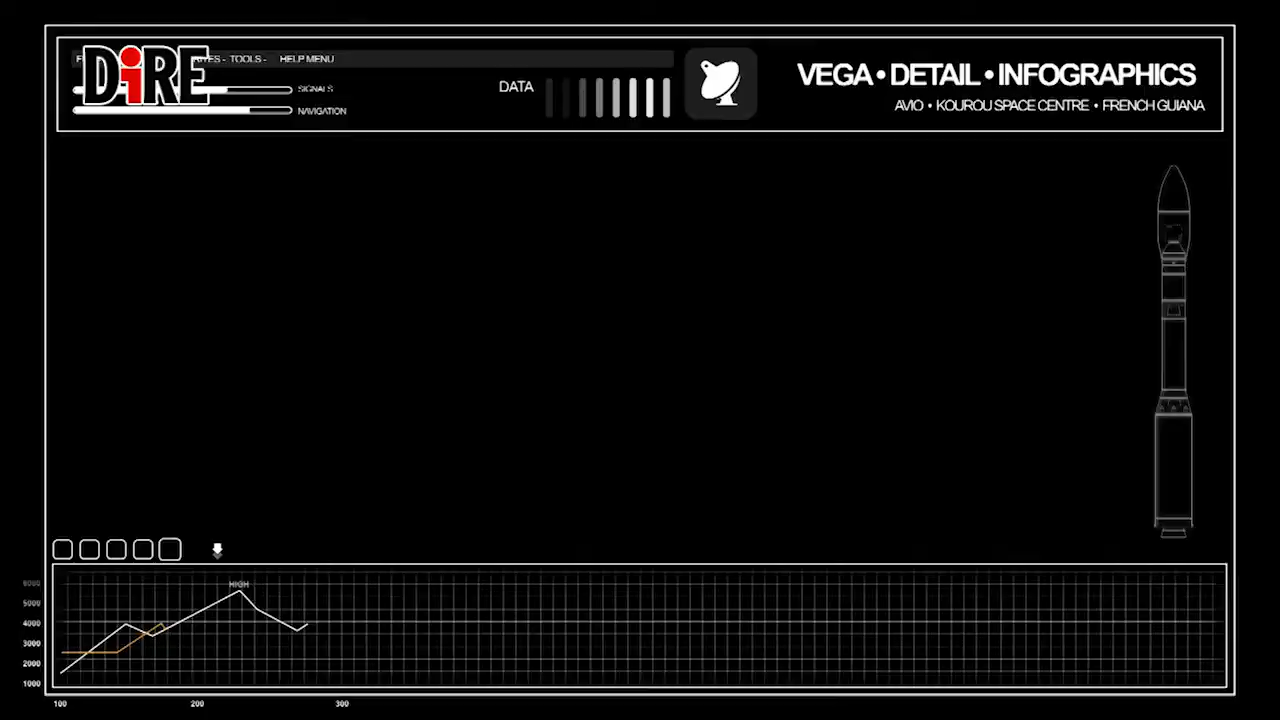 DiRE
TOOLS - HELP MENU
SIGNALS
NAVIGATION
DATA
VEGA • DETAIL • INFOGRAPHICS
AVIO • KOUROU SPACE CENTRE • FRENCH GUIANA
HIGH
6000
5000
4000
3000
2000
1000
100 200 300